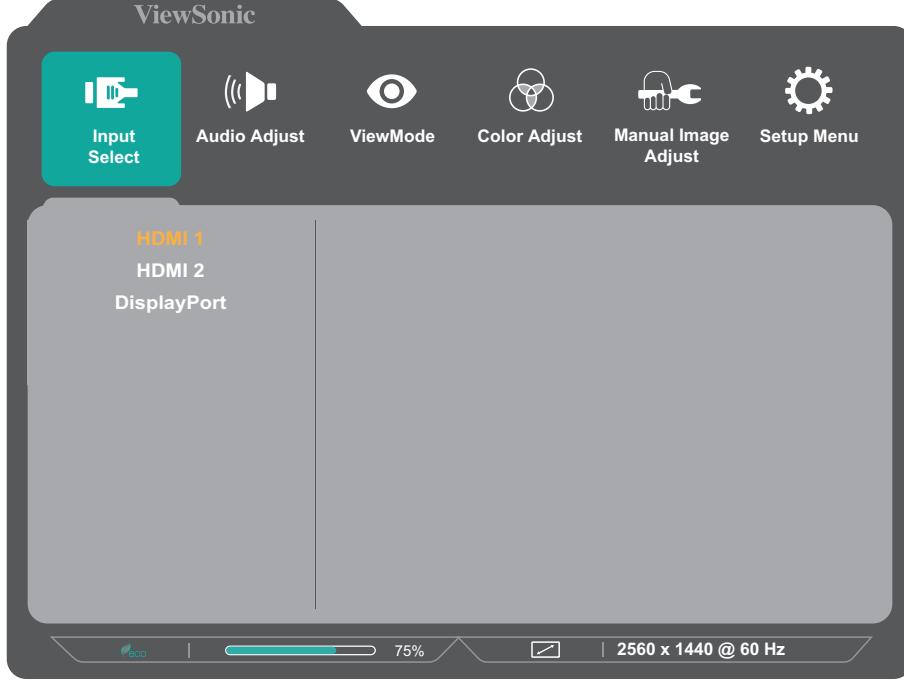 ViewSonic
Input
Select
Audio Adjust
ViewMode
Color Adjust
Manual Image
Adjust
Setup Menu
HDMI 1
HDMI 2
DisplayPort
eco
75%
2560 x 1440 @ 60 Hz